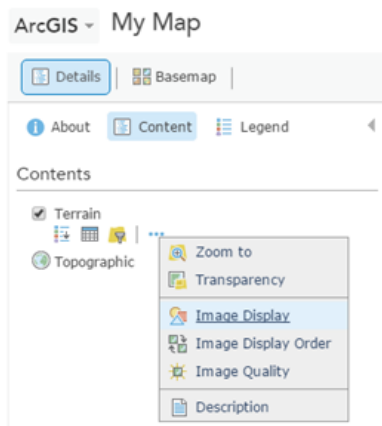 ArcGIS My Map
Details Basemap
About Content Legend
Contents
Terrain
Topographic
Zoom to
Transparency
Image Display
Image Display Order
Image Quality
Description